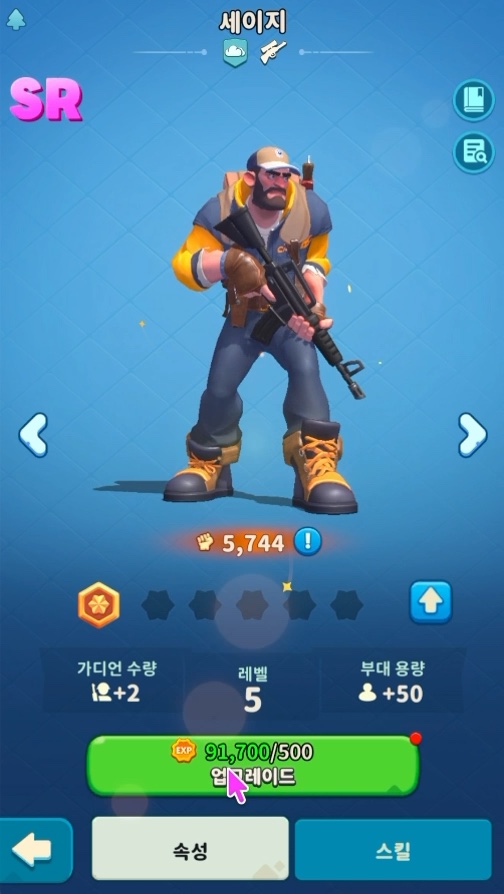 세이지
SR
5,744
가디언 수량
+2
레벨
5
부대 용량
+50
EXP 91,700/500
업그레이드
속성
스킬